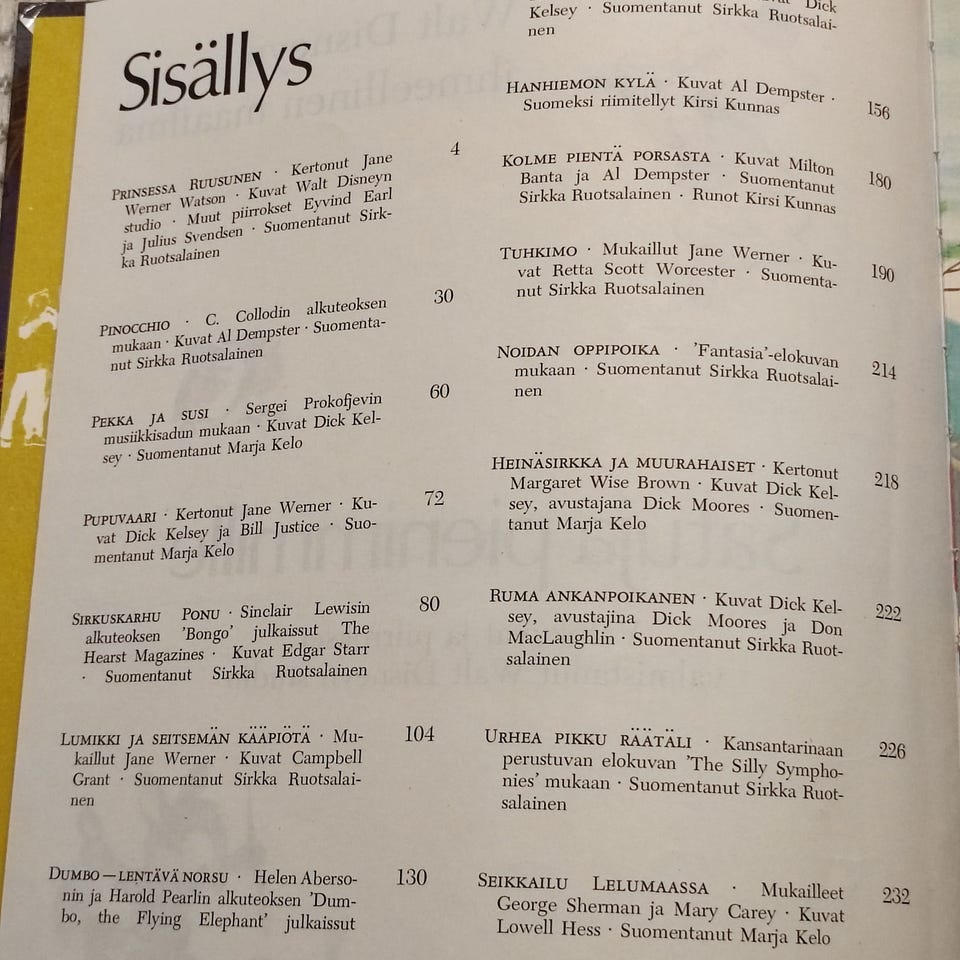 Sisällys
PRINSESSA RUUSUNEN · Kertonut Jane 4
Werner Watson · Kuvat Walt Disneyn
studio · Muut piirrokset Eyvind Earl
ja Julius Svendsen · Suomentanut Sirk-
ka Ruotsalainen
PINOCCHIO · C. Collodin alkuteoksen 30
mukaan · Kuvat Al Dempster · Suomenta-
nut Sirkka Ruotsalainen
PEKKA JA SUSI · Sergei Prokofjevin 60
musiikkisadun mukaan · Kuvat Dick Kel-
sey · Suomentanut Marja Kelo
PUPUVAARI · Kertonut Jane Werner · Ku- 72
vat Dick Kelsey ja Bill Justice · Suo-
mentanut Marja Kelo
SIRKUSKARHU PONU · Sinclair Lewisin 80
alkuteoksen 'Bongo' julkaissut The
Hearst Magazines · Kuvat Edgar Starr
· Suomentanut Sirkka Ruotsalainen
LUMIKKI JA SEITSEMÄN KÄÄPIÖTÄ · Mu- 104
kaillut Jane Werner · Kuvat Campbell
Grant · Suomentanut Sirkka Ruotsalai-
nen
DUMBO — LENTÄVÄ NORSU · Helen Aberso- 130
nin ja Harold Pearlin alkuteoksen 'Dum-
bo, the Flying Elephant' julkaissut
Dick
Kelsey · Suomentanut Sirkka Ruotsalai-
nen
HANHIEMON KYLÄ · Kuvat Al Dempster · 156
Suomeksi riimitellyt Kirsi Kunnas
KOLME PIENTÄ PORSASTA · Kuvat Milton 180
Banta ja Al Dempster · Suomentanut
Sirkka Ruotsalainen · Runot Kirsi Kunnas
TUHKIMO · Mukaillut Jane Werner · Ku- 190
vat Retta Scott Worcester · Suomenta-
nut Sirkka Ruotsalainen
NOIDAN OPPIPOIKA · 'Fantasia'-elokuvan 214
mukaan · Suomentanut Sirkka Ruotsalai-
nen
HEINÄSIRKKA JA MUURAHAISET · Kertonut 218
Margaret Wise Brown · Kuvat Dick Kel-
sey, avustajana Dick Moores · Suomen-
tanut Marja Kelo
RUMA ANKANPOIKANEN · Kuvat Dick Kel- 222
sey, avustajina Dick Moores ja Don
MacLaughlin · Suomentanut Sirkka Ruot-
salainen
URHEA PIKKU RÄÄTÄLI · Kansantarinaan 226
perustuvan elokuvan 'The Silly Sympho-
nies' mukaan · Suomentanut Sirkka Ruot-
salainen
SEIKKAILU LELUMAASSA · Mukailleet 232
George Sherman ja Mary Carey · Kuvat
Lowell Hess · Suomentanut Marja Kelo